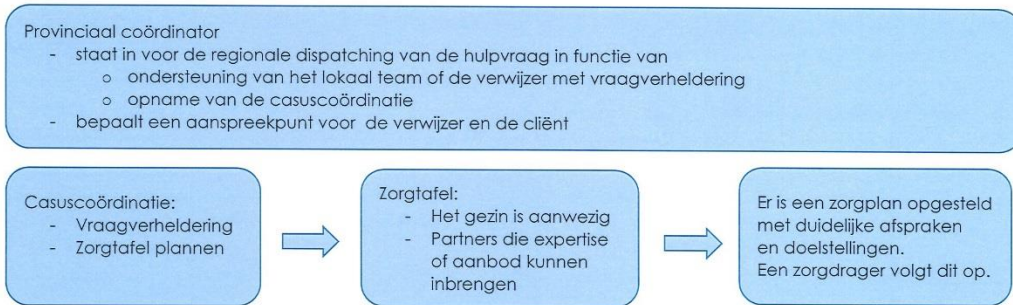 Provinciaal coördinator
- staat in voor de regionale dispatching van de hulpvraag in functie van
o ondersteuning van het lokaal team of de verwijzer met vraagverheldering
o opname van de casuscoördinatie
- bepaalt een aanspreekpunt voor de verwijzer en de cliënt
Casuscoördinatie:
- Vraagverheldering
- Zorgtafel plannen
Zorgtafel:
- Het gezin is aanwezig
- Partners die expertise
of aanbod kunnen
inbrengen
Er is een zorgplan opgesteld
met duidelijke afspraken
en doelstellingen.
Een zorgdrager volgt dit op.